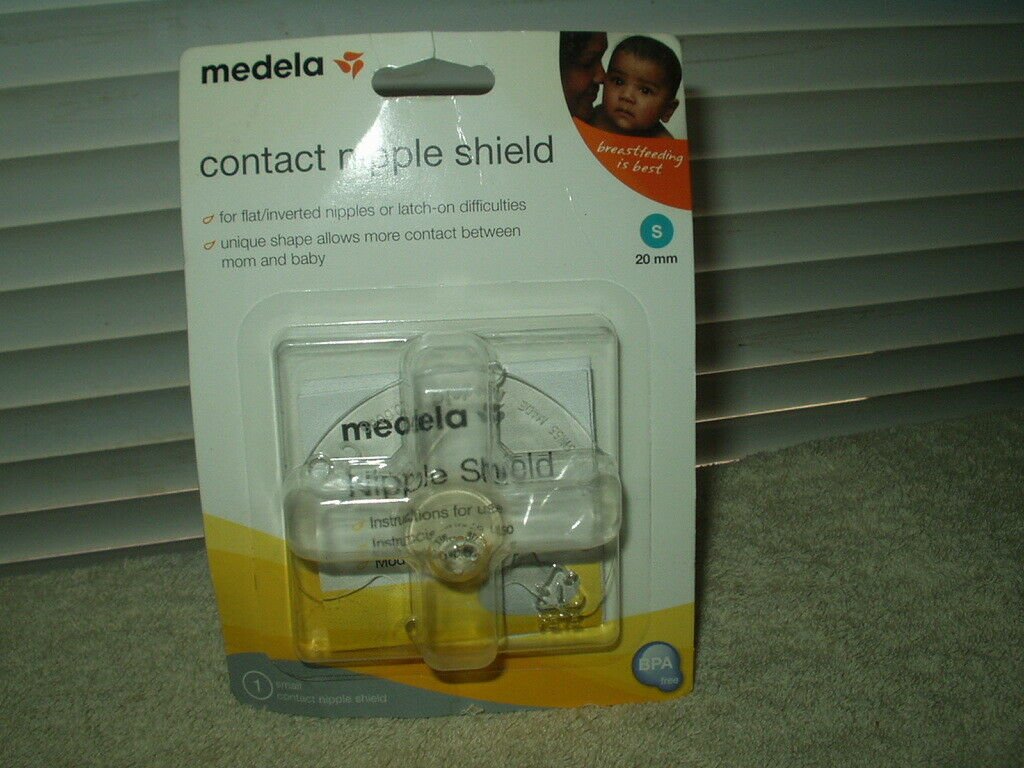 medela
contact nipple shield
breastfeeding
is best
for flat/inverted nipples or latch-on difficulties
unique shape allows more contact between
mom and baby
S
20 mm
medela
Nipple Shield
Instructions for use
BPA
free
1
small
contact nipple shield